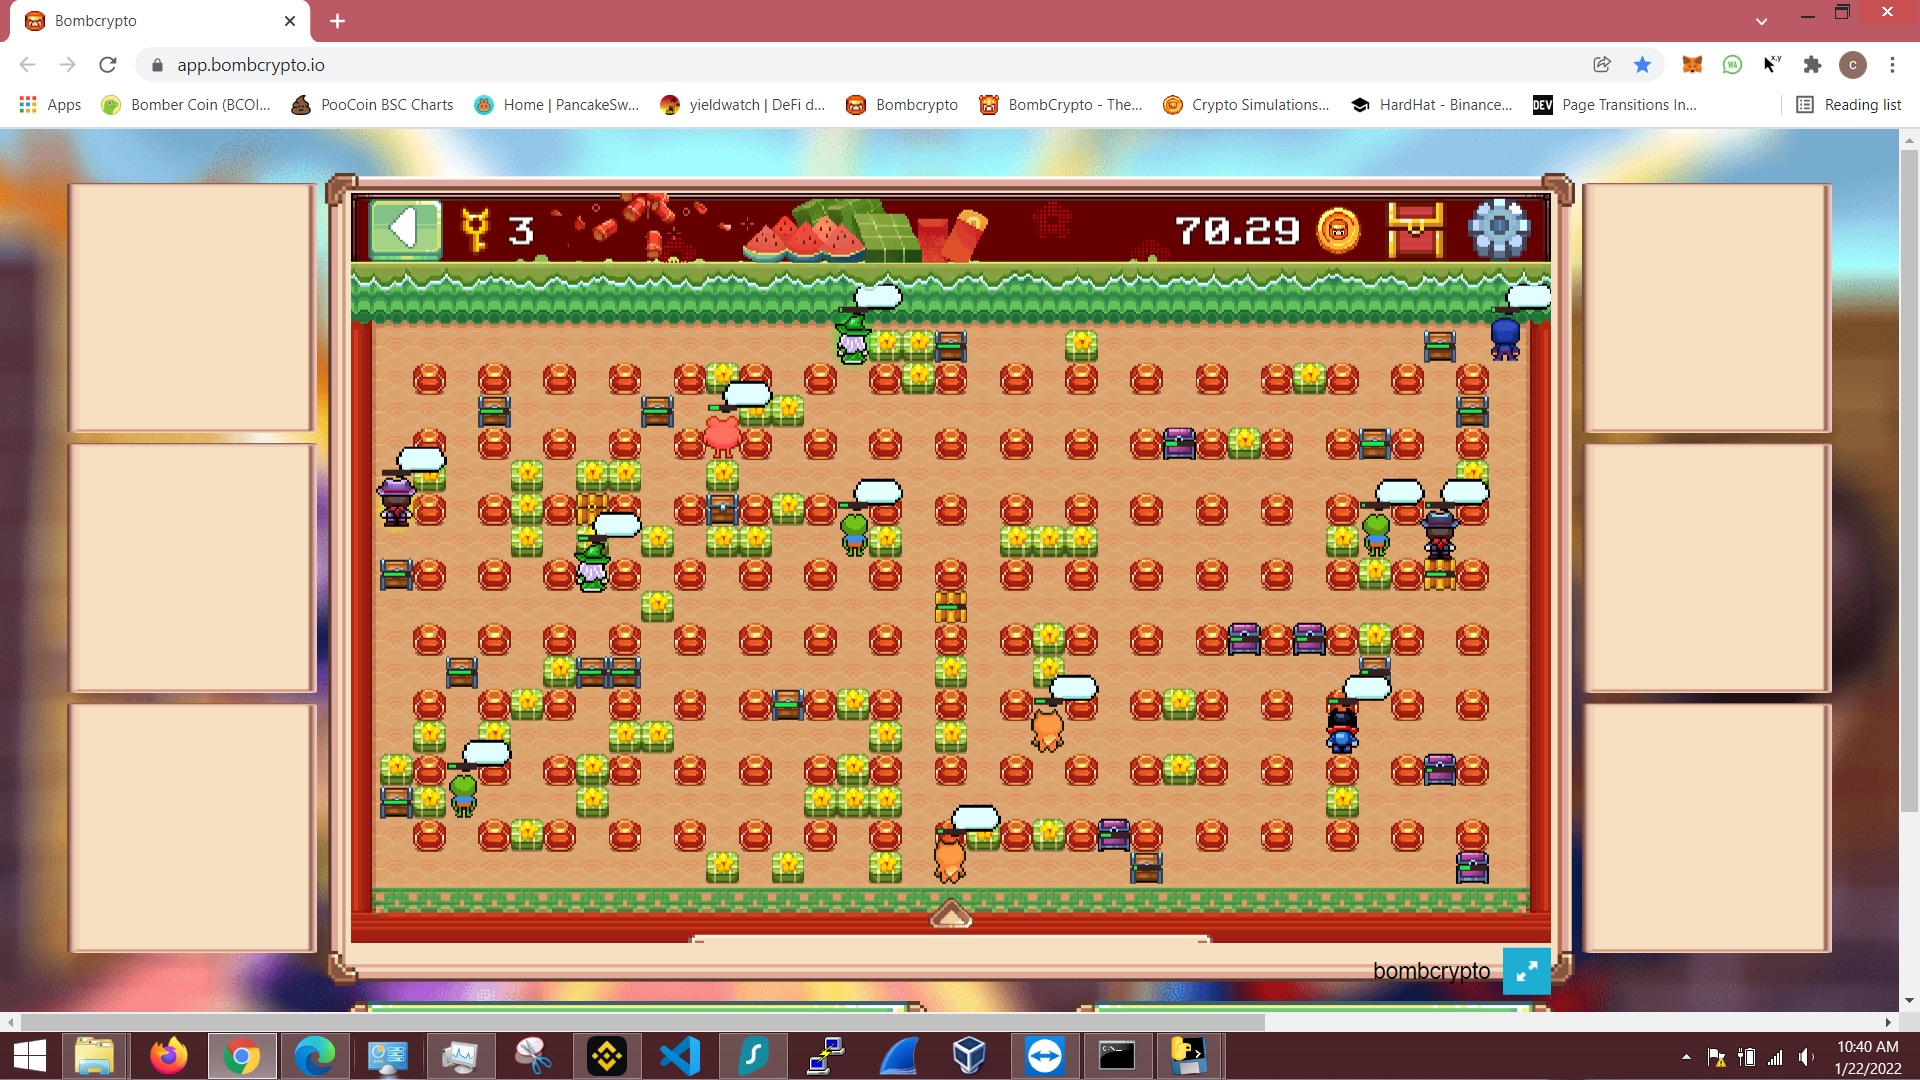 Bombcrypto
app.bombcrypto.io
Apps
Bomber Coin (BCOI...
PooCoin BSC Charts
Home | PancakeSw...
yieldwatch | DeFi d...
Bombcrypto
BombCrypto - The...
Crypto Simulations...
HardHat - Binance...
DEV
Page Transitions In...
Reading list
3
70.29
bombcrypto
10:40 AM
1/22/2022